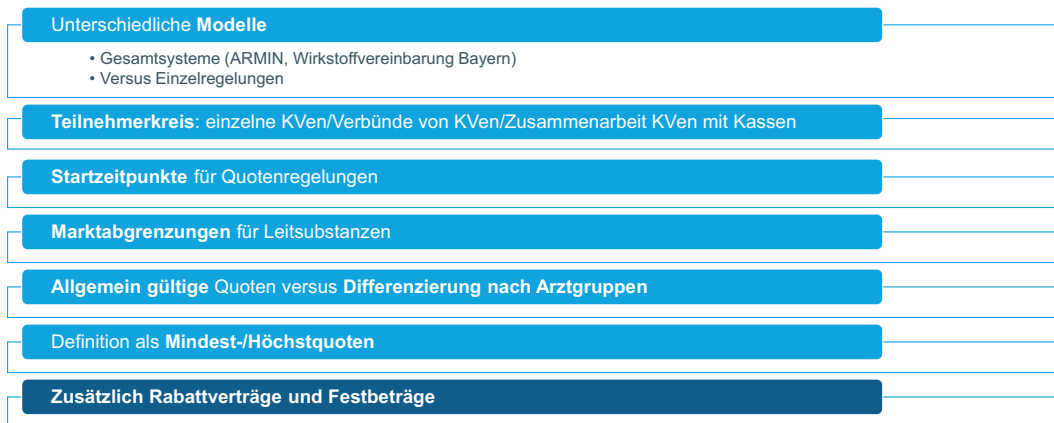 Unterschiedliche Modelle
• Gesamtsysteme (ARMIN, Wirkstoffvereinbarung Bayern)
• Versus Einzelregelungen
Teilnehmerkreis: einzelne KVen/Verbünde von KVen/Zusammenarbeit KVen mit Kassen
Startzeitpunkte für Quotenregelungen
Marktabgrenzungen für Leitsubstanzen
Allgemein gültige Quoten versus Differenzierung nach Arztgruppen
Definition als Mindest-/Höchstquoten
Zusätzlich Rabattverträge und Festbeträge